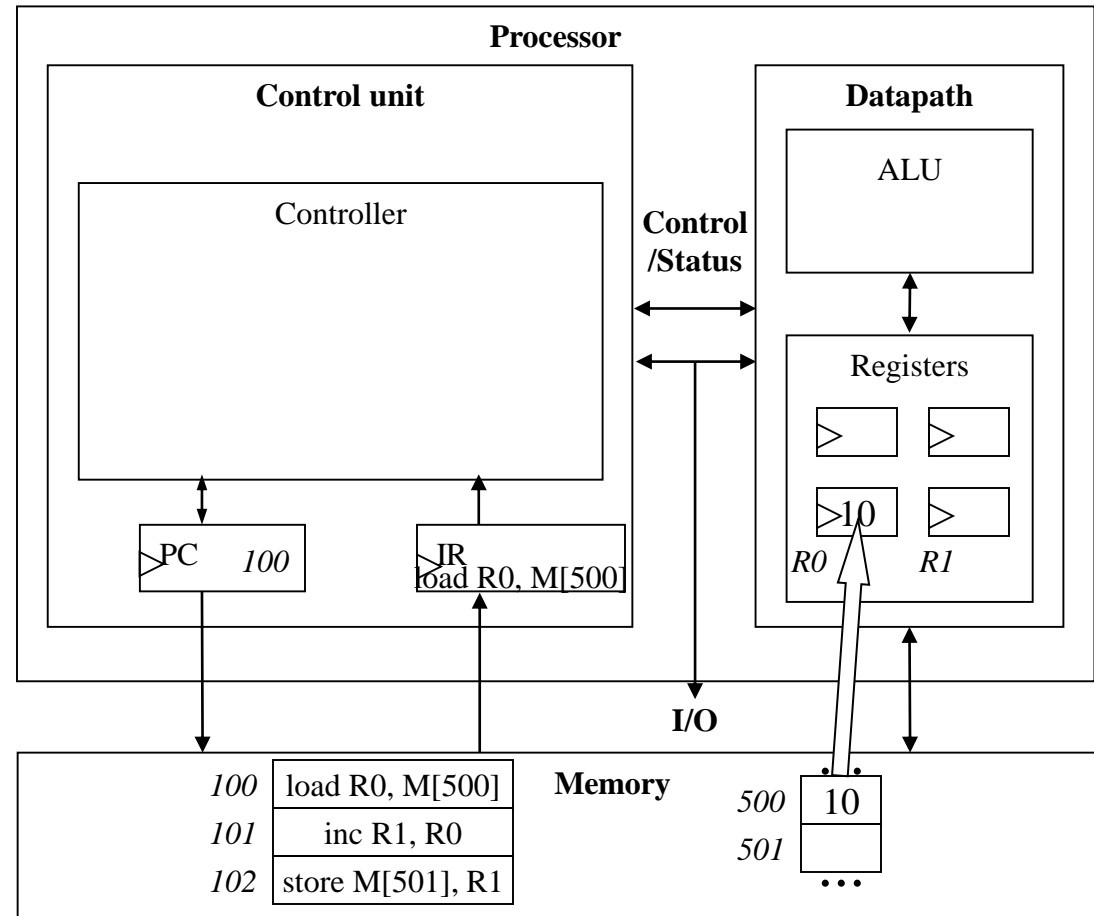 Processor
Control unit
Datapath
Controller
ALU
Control
/Status
Registers
10
R0
R1
PC
100
IR
load R0, M[500]
I/O
Memory
100
load R0, M[500]
101
inc R1, R0
102
store M[501], R1
500
10
501